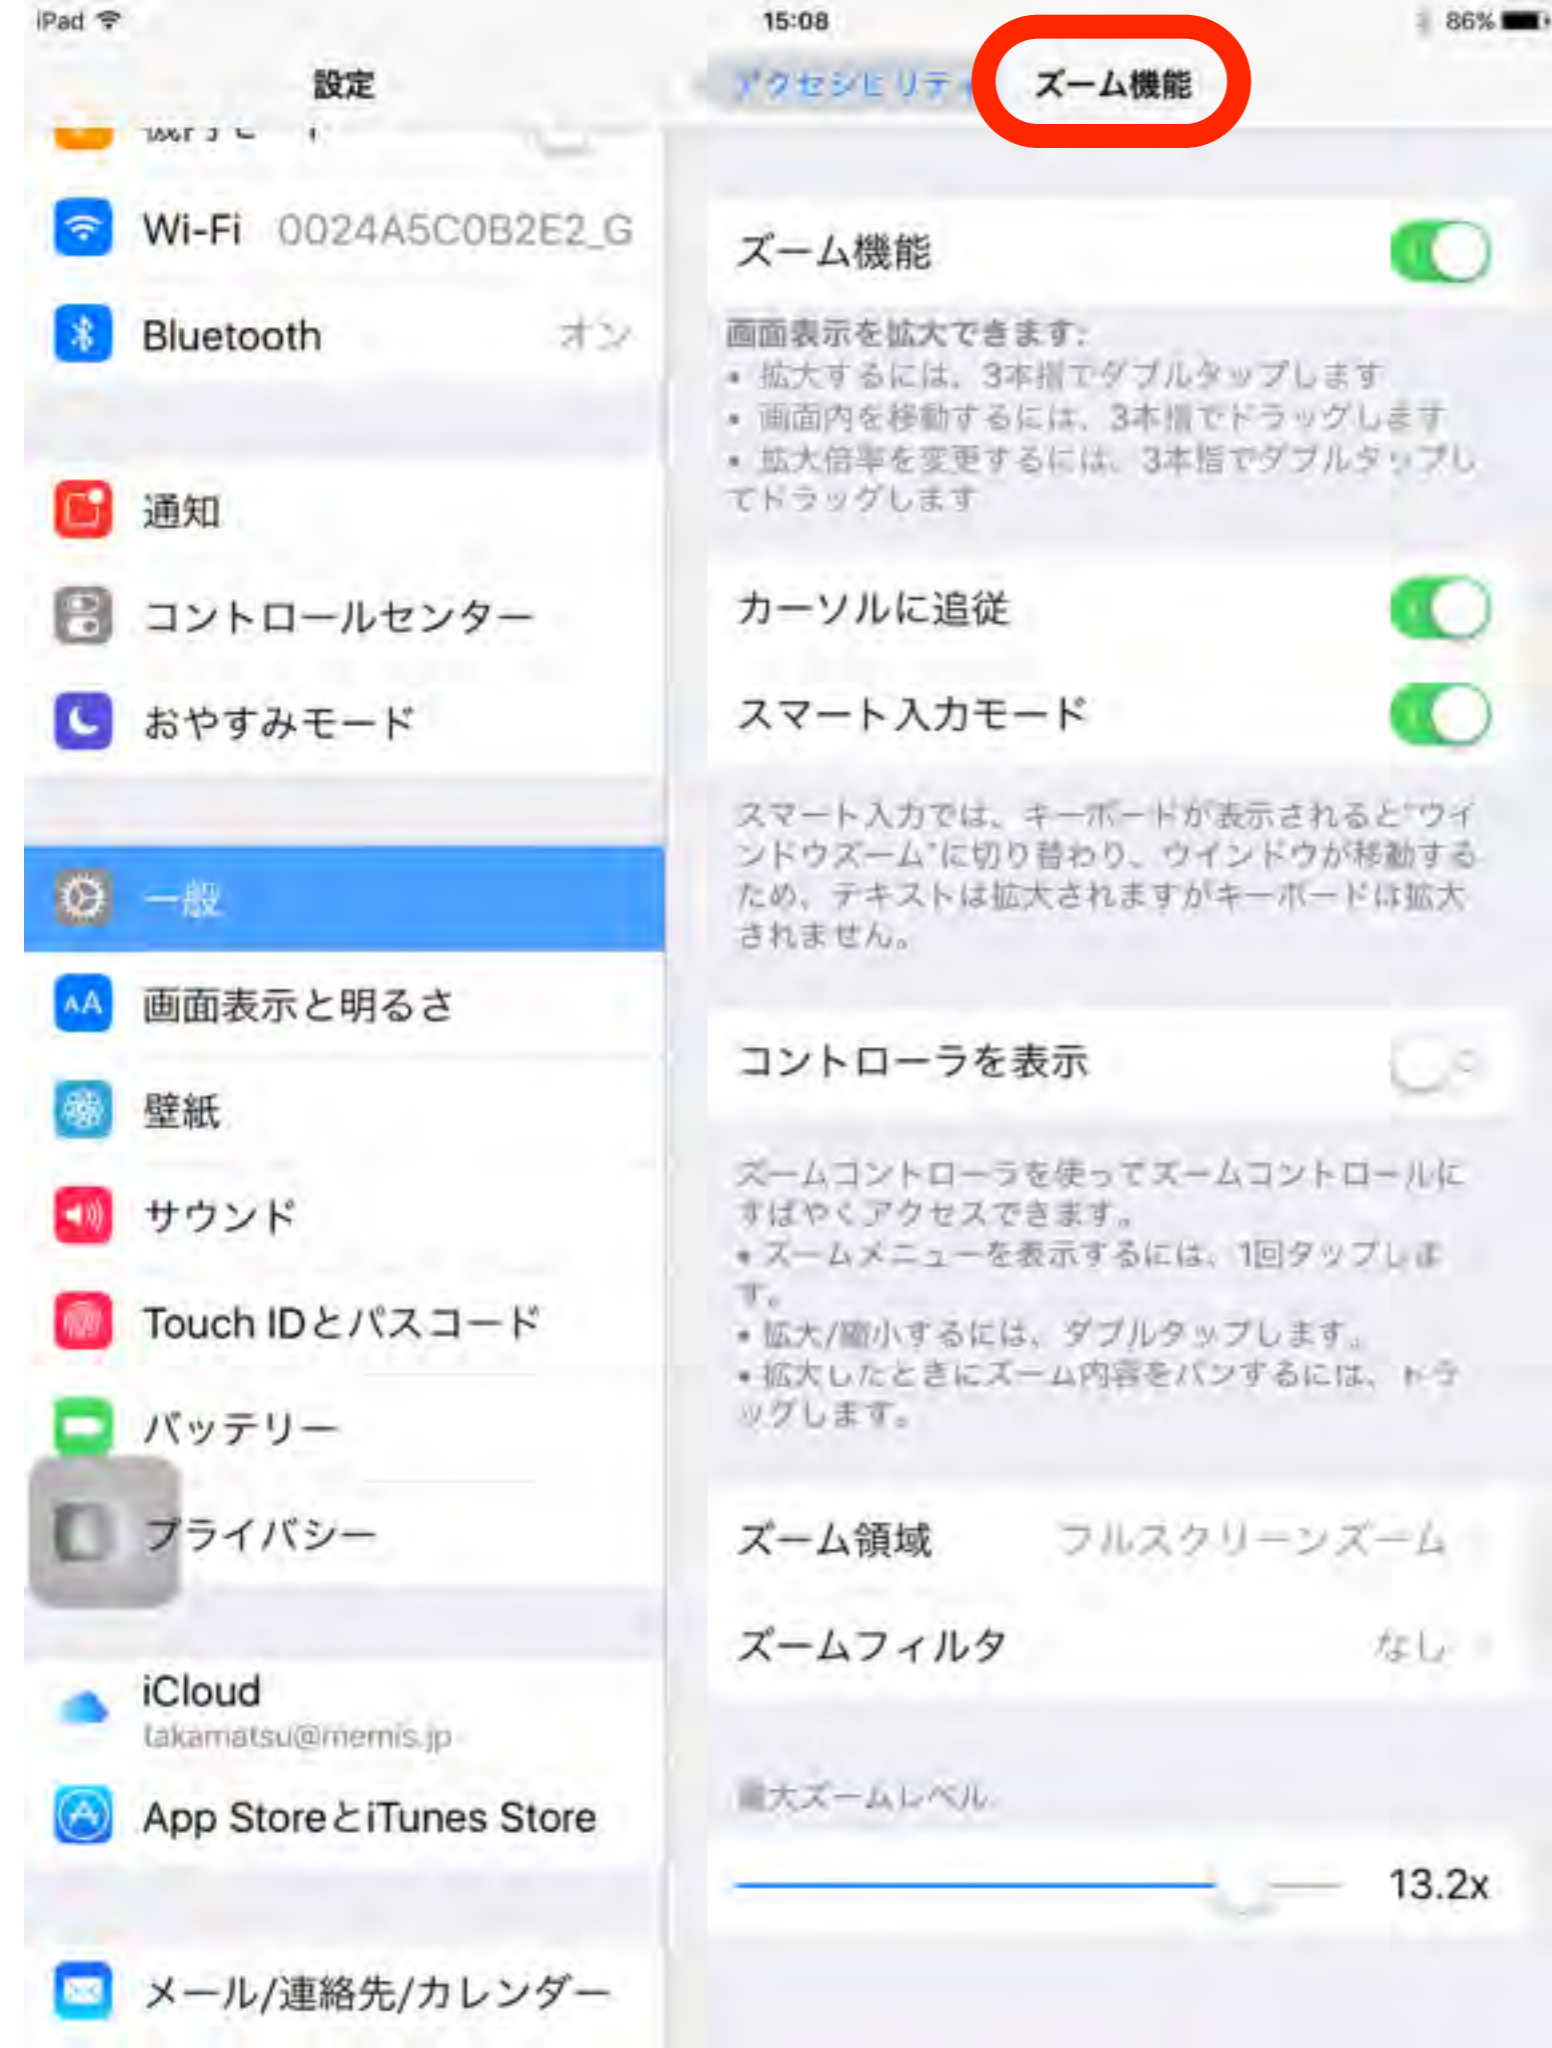 iPad
15:08
86%
設定
アクセシビリティ
ズーム機能
Wi-Fi 0024A5C0B2E2_G
Bluetooth オン
通知
コントロールセンター
おやすみモード
一般
画面表示と明るさ
壁紙
サウンド
Touch IDとパスコード
バッテリー
プライバシー
iCloud
takamatsu@memis.jp
App StoreとiTunes Store
メール/連絡先/カレンダー
ズーム機能
画面表示を拡大できます:
• 拡大するには、3本指でダブルタップします
• 画面内を移動するには、3本指でドラッグします
• 拡大倍率を変更するには、3本指でダブルタップし
てドラッグします
カーソルに追従
スマート入力モード
スマート入力では、キーボードが表示されると"ウイ
ンドウズーム"に切り替わり、ウインドウが移動する
ため、テキストは拡大されますがキーボードは拡大
されません。
コントローラを表示
ズームコントローラを使ってズームコントロールに
すばやくアクセスできます。
• ズームメニューを表示するには、1回タップしま
す。
• 拡大/縮小するには、ダブルタップします。
• 拡大したときにズーム内容をパンするには、ドラ
ッグします。
ズーム領域 フルスクリーンズーム
ズームフィルタ なし
最大ズームレベル
13.2x